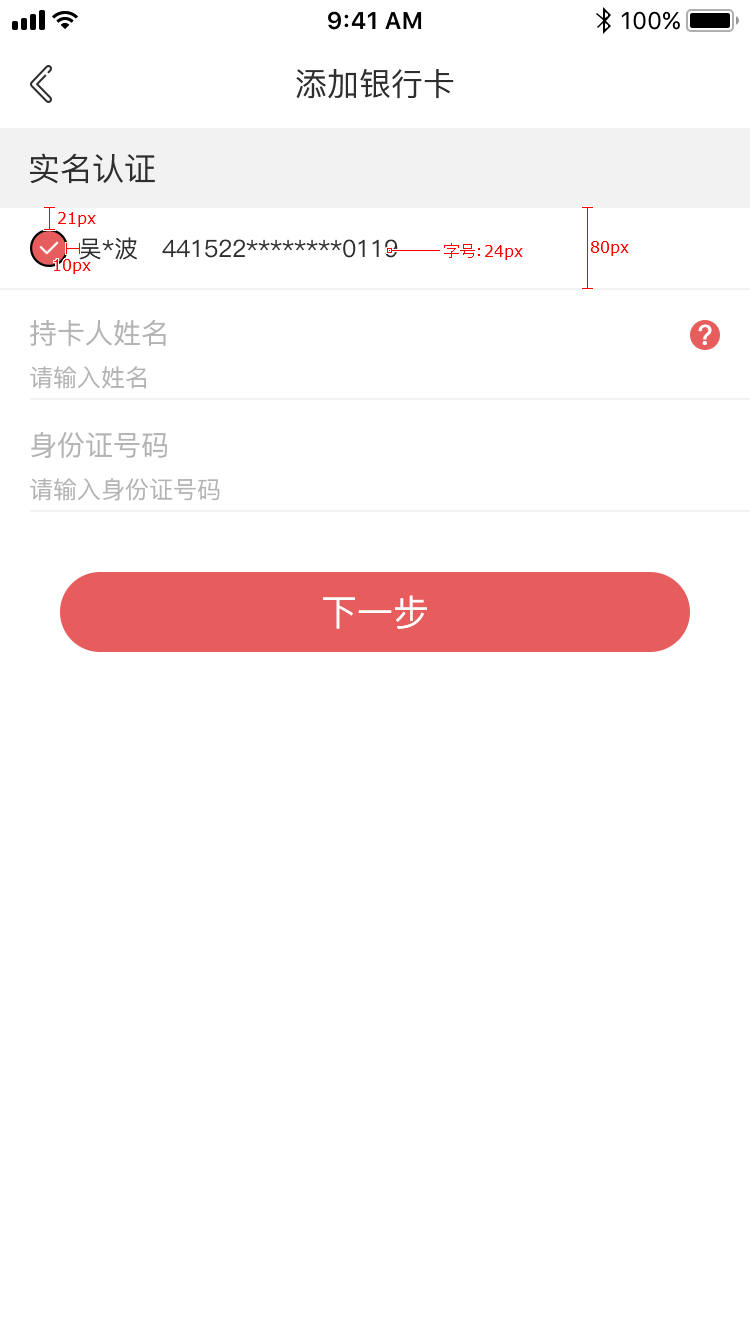 9:41 AM 100%
添加银行卡
实名认证
21px
吴*波 441522********0119 字号:24px 80px
10px
持卡人姓名 ?
请输入姓名
身份证号码
请输入身份证号码
下一步